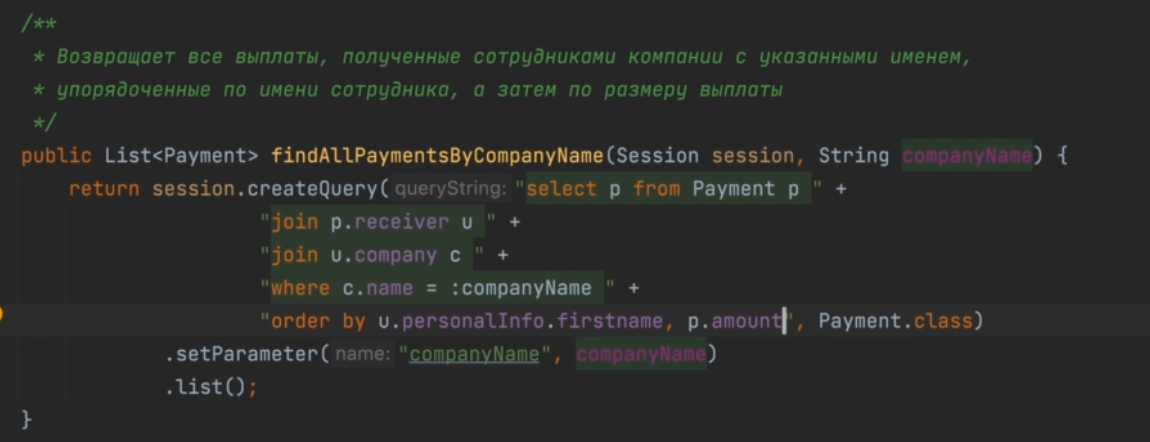 /**
 * Возвращает все выплаты, полученные сотрудниками компании с указанными именем,
 * упорядоченные по имени сотрудника, а затем по размеру выплаты
 */
public List<Payment> findAllPaymentsByCompanyName(Session session, String companyName) {
    return session.createQuery( queryString: "select p from Payment p " +
                    "join p.receiver u " +
                    "join u.company c " +
                    "where c.name = :companyName " +
                    "order by u.personalInfo.firstname, p.amount", Payment.class)
            .setParameter( name: "companyName", companyName)
            .list();
}